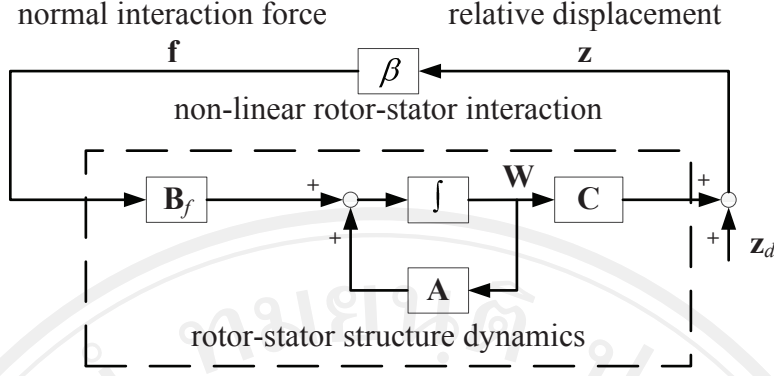 normal interaction force
relative displacement
f
z
β
non-linear rotor-stator interaction
B_f
+
∫
W
C
+
+
A
+
z_d
rotor-stator structure dynamics